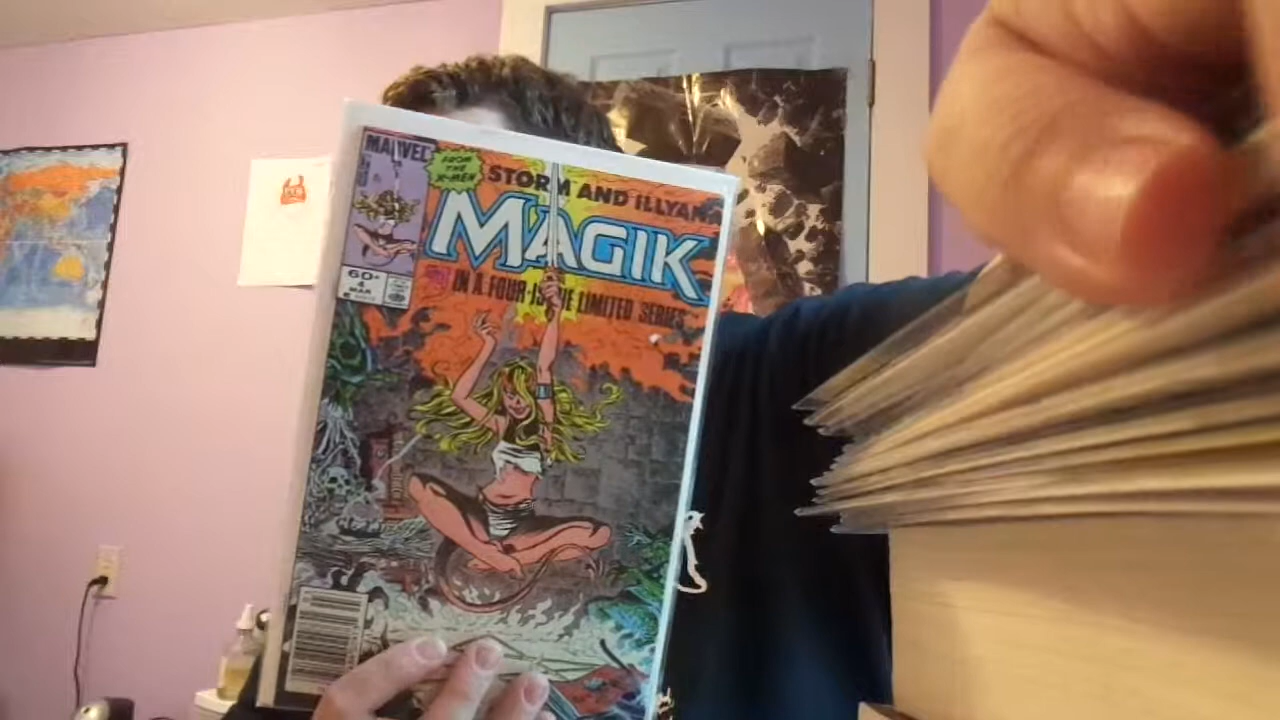 MARVEL
FROM
THE
X-MEN
STORM AND ILLYANA
MAGIK
60¢
4
MAR
IN A FOUR-ISSUE LIMITED SERIES